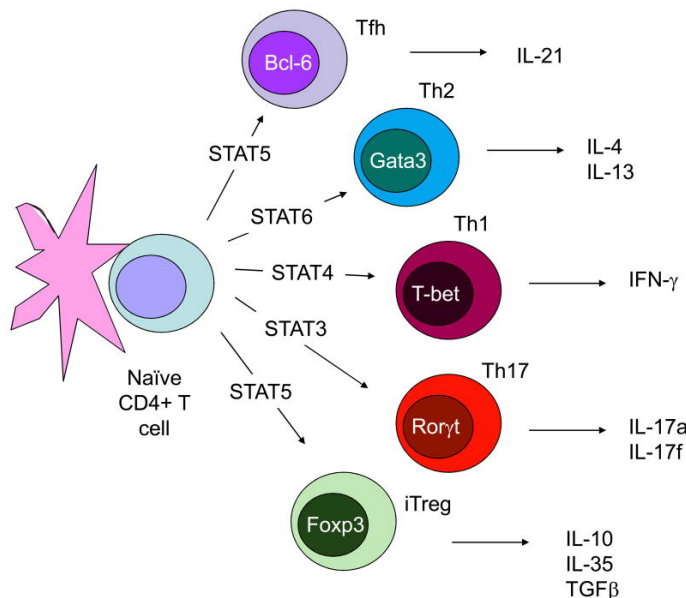 Tfh
Bcl-6
IL-21
Th2
STAT5
Gata3
IL-4
IL-13
STAT6
Th1
STAT4
T-bet
IFN-γ
STAT3
Th17
Naïve
CD4+ T
cell
STAT5
Rorγt
IL-17a
IL-17f
iTreg
Foxp3
IL-10
IL-35
TGFβ